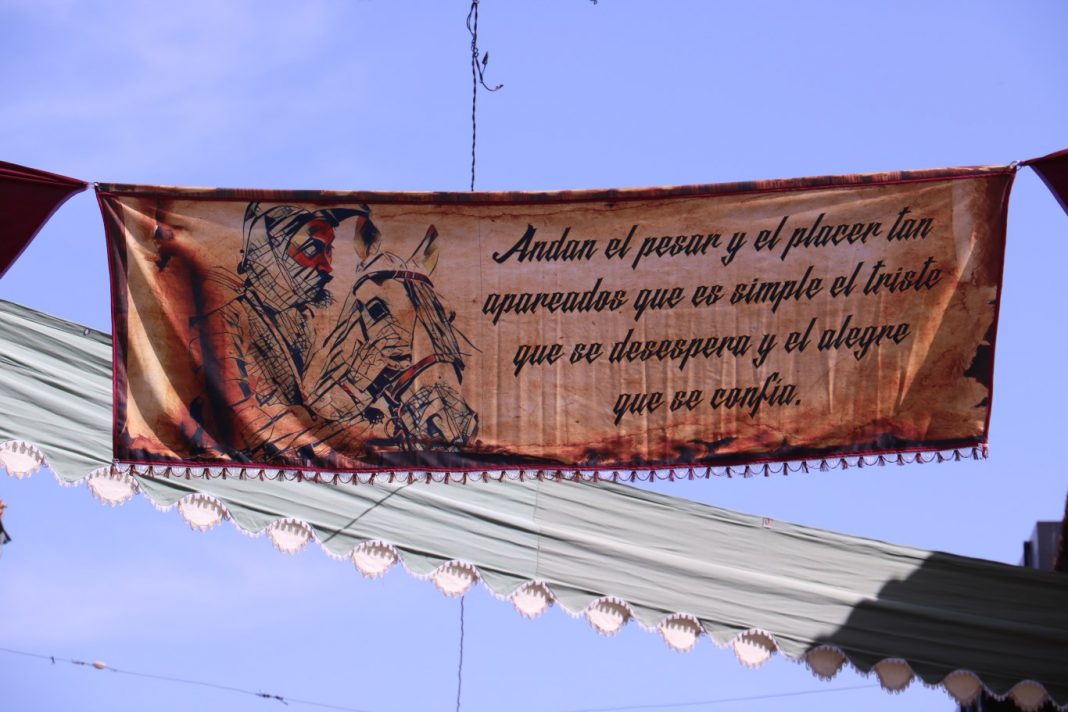 Andan el pesar y el placer tan
apareados que es simple el triste
que se desespera y el alegre
que se confía.